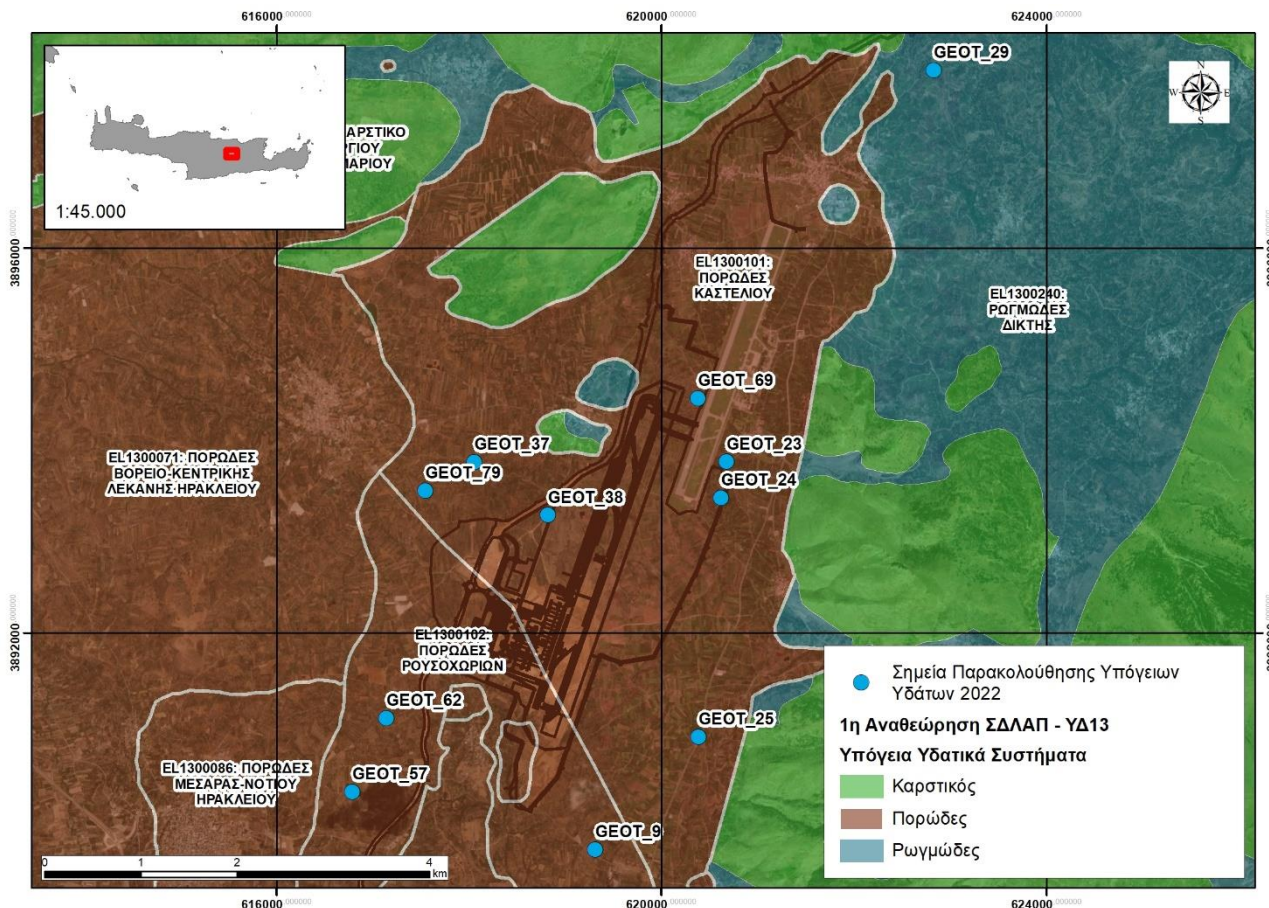 616000.000000
620000.000000
624000.000000
GEOT_29
N
W
E
S
ΑΡΣΤΙΚΟ
ΡΓΙΟΥ
ΜΑΡΙΟΥ
1:45.000
3896000.000000
EL1300101:
ΠΟΡΩΔΕΣ
ΚΑΣΤΕΛΙΟΥ
EL1300240:
ΡΩΓΜΩΔΕΣ
ΔΙΚΤΗΣ
GEOT_69
GEOT_37
GEOT_23
EL1300071: ΠΟΡΩΔΕΣ
ΒΟΡΕΙΟ-ΚΕΝΤΡΙΚΗΣ
ΛΕΚΑΝΗΣ ΗΡΑΚΛΕΙΟΥ
GEOT_79
GEOT_24
GEOT_38
3892000.000000
EL1300102:
ΠΟΡΩΔΕΣ
ΡΟΥΣΟΧΩΡΙΩΝ
GEOT_62
GEOT_25
EL1300086: ΠΟΡΩΔΕΣ
ΜΕΣΑΡΑΣ-ΝΟΤΙΟΥ
ΗΡΑΚΛΕΙΟΥ
GEOT_57
GEOT_9
Σημεία Παρακολούθησης Υπόγειων
Υδάτων 2022
1η Αναθεώρηση ΣΔΛΑΠ - ΥΔ13
Υπόγεια Υδατικά Συστήματα
Καρστικός
Πορώδες
Ρωγμώδες
0 1 2 4
km
616000.000000
620000.000000
624000.000000